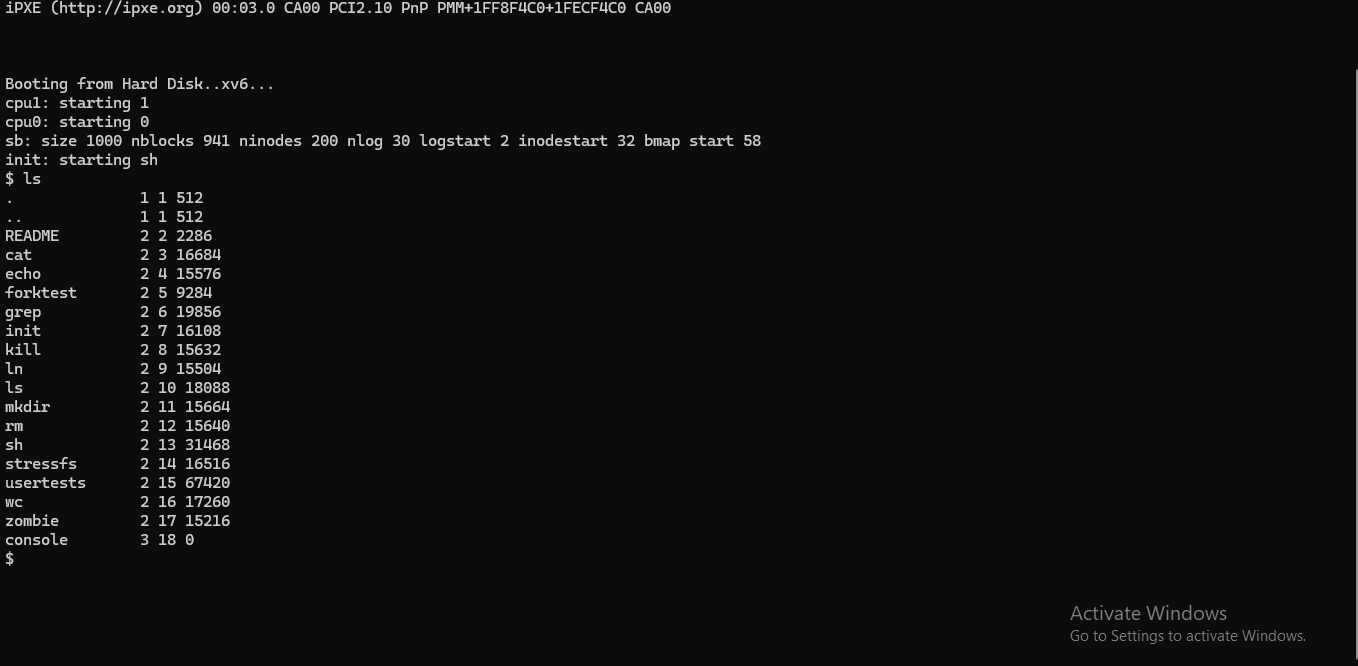 iPXE (http://ipxe.org) 00:03.0 CA00 PCI2.10 PnP PMM+1FF8F4C0+1FECF4C0 CA00
Booting from Hard Disk..xv6...
cpu1: starting 1
cpu0: starting 0
sb: size 1000 nblocks 941 ninodes 200 nlog 30 logstart 2 inodestart 32 bmap start 58
init: starting sh
$ ls
.              1 1 512
..             1 1 512
README         2 2 2286
cat            2 3 16684
echo           2 4 15576
forktest       2 5 9284
grep           2 6 19856
init           2 7 16108
kill           2 8 15632
ln             2 9 15504
ls             2 10 18088
mkdir          2 11 15664
rm             2 12 15640
sh             2 13 31468
stressfs       2 14 16516
usertests      2 15 67420
wc             2 16 17260
zombie         2 17 15216
console        3 18 0
$
Activate Windows
Go to Settings to activate Windows.